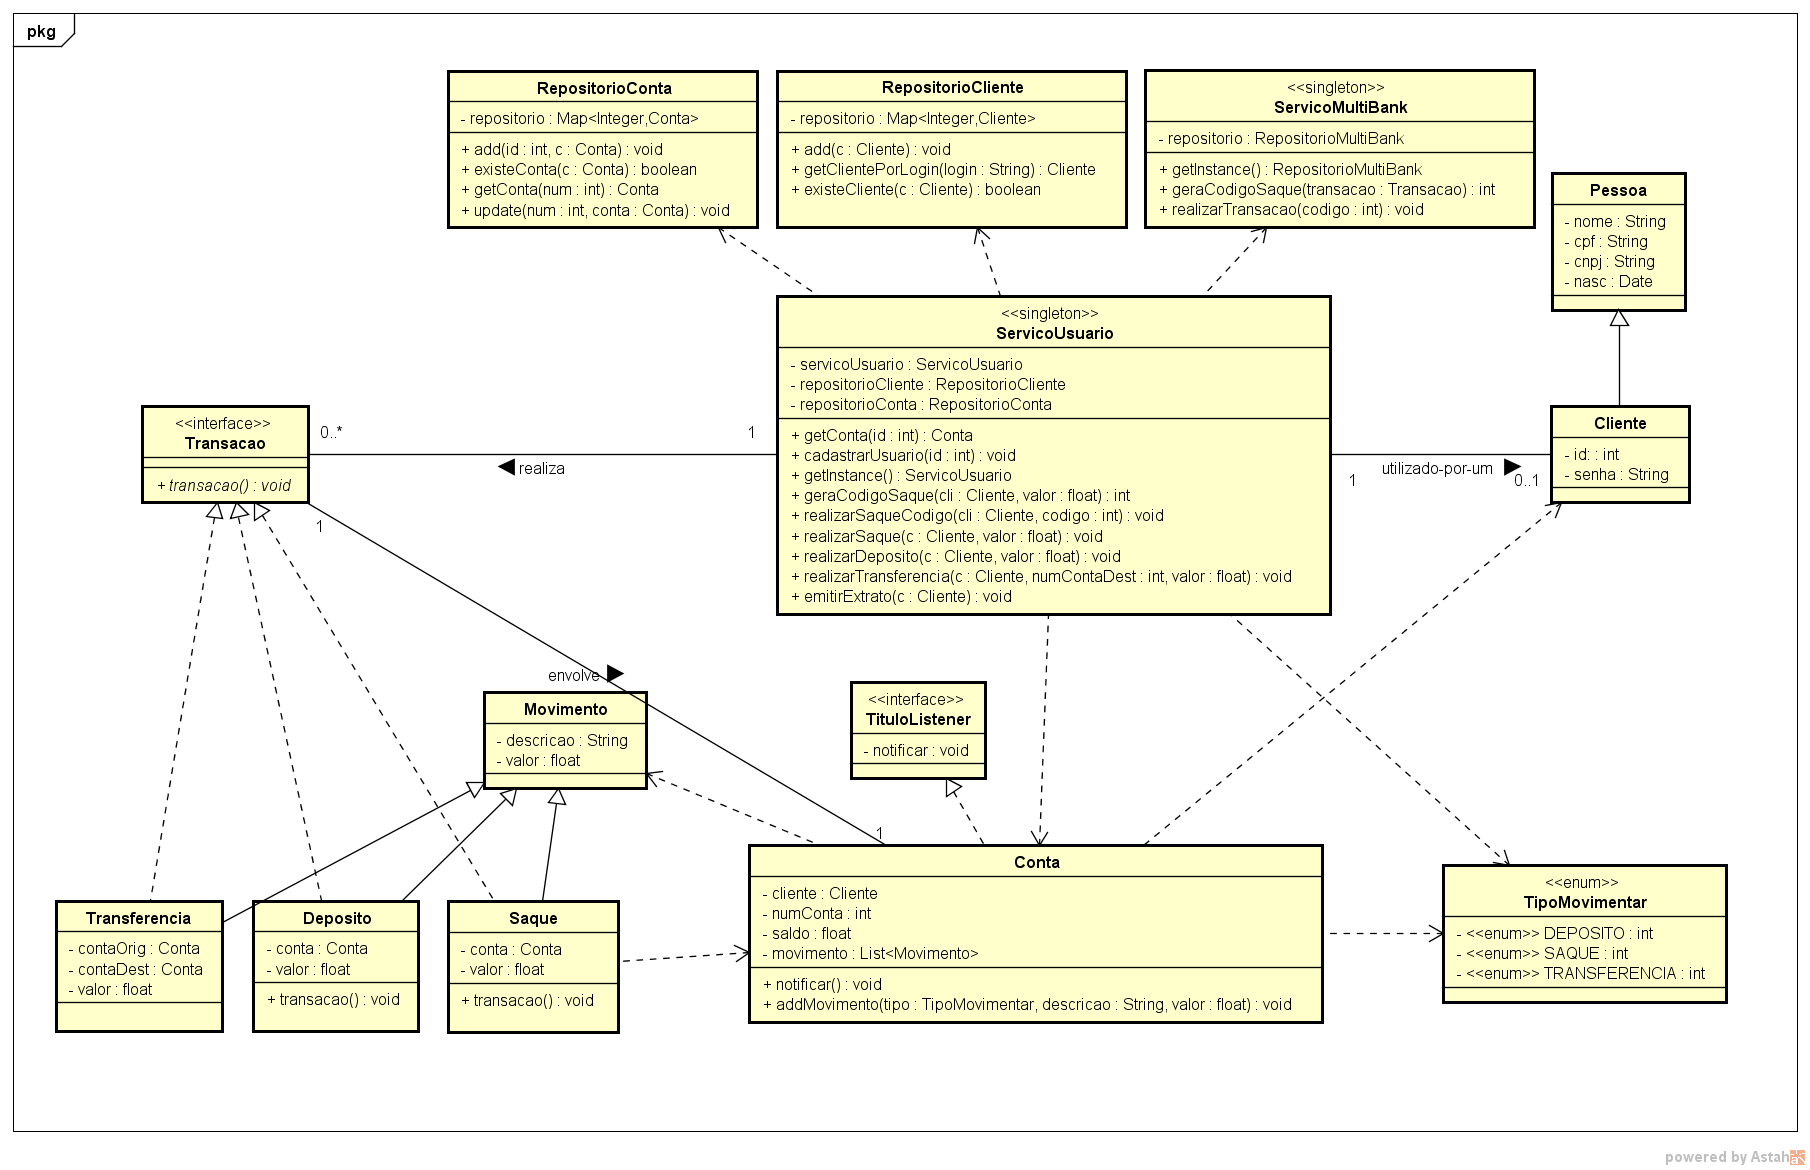 pkg
RepositorioConta
- repositorio : Map<Integer,Conta>
+ add(id : int, c : Conta) : void
+ existeConta(c : Conta) : boolean
+ getConta(num : int) : Conta
+ update(num : int, conta : Conta) : void
RepositorioCliente
- repositorio : Map<Integer,Cliente>
+ add(c : Cliente) : void
+ getClientePorLogin(login : String) : Cliente
+ existeCliente(c : Cliente) : boolean
<<singleton>>
ServicoMultiBank
- repositorio : RepositorioMultiBank
+ getInstance() : RepositorioMultiBank
+ geraCodigoSaque(transacao : Transacao) : int
+ realizarTransacao(codigo : int) : void
Pessoa
- nome : String
- cpf : String
- cnpj : String
- nasc : Date
<<singleton>>
ServicoUsuario
- servicoUsuario : ServicoUsuario
- repositorioCliente : RepositorioCliente
- repositorioConta : RepositorioConta
+ getConta(id : int) : Conta
+ cadastrarUsuario(id : int) : void
+ getInstance() : ServicoUsuario
+ geraCodigoSaque(cli : Cliente, valor : float) : int
+ realizarSaqueCodigo(cli : Cliente, codigo : int) : void
+ realizarSaque(c : Cliente, valor : float) : void
+ realizarDeposito(c : Cliente, valor : float) : void
+ realizarTransferencia(c : Cliente, numContaDest : int, valor : float) : void
+ emitirExtrato(c : Cliente) : void
<<interface>>
Transacao
+ transacao() : void
0..*
1
realiza
1
utilizado-por-um
1
0..1
Cliente
- id: : int
- senha : String
envolve
Movimento
- descricao : String
- valor : float
<<interface>>
TituloListener
- notificar : void
1
Conta
- cliente : Cliente
- numConta : int
- saldo : float
- movimento : List<Movimento>
+ notificar() : void
+ addMovimento(tipo : TipoMovimentar, descricao : String, valor : float) : void
<<enum>>
TipoMovimentar
- <<enum>> DEPOSITO : int
- <<enum>> SAQUE : int
- <<enum>> TRANSFERENCIA : int
Transferencia
- contaOrig : Conta
- contaDest : Conta
- valor : float
Deposito
- conta : Conta
- valor : float
+ transacao() : void
Saque
- conta : Conta
- valor : float
+ transacao() : void
powered by Astah